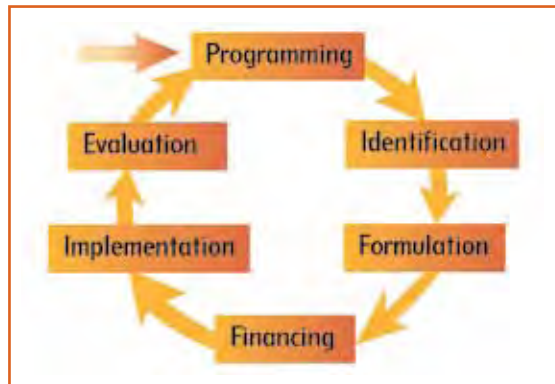 Programming
Identification
Formulation
Financing
Implementation
Evaluation